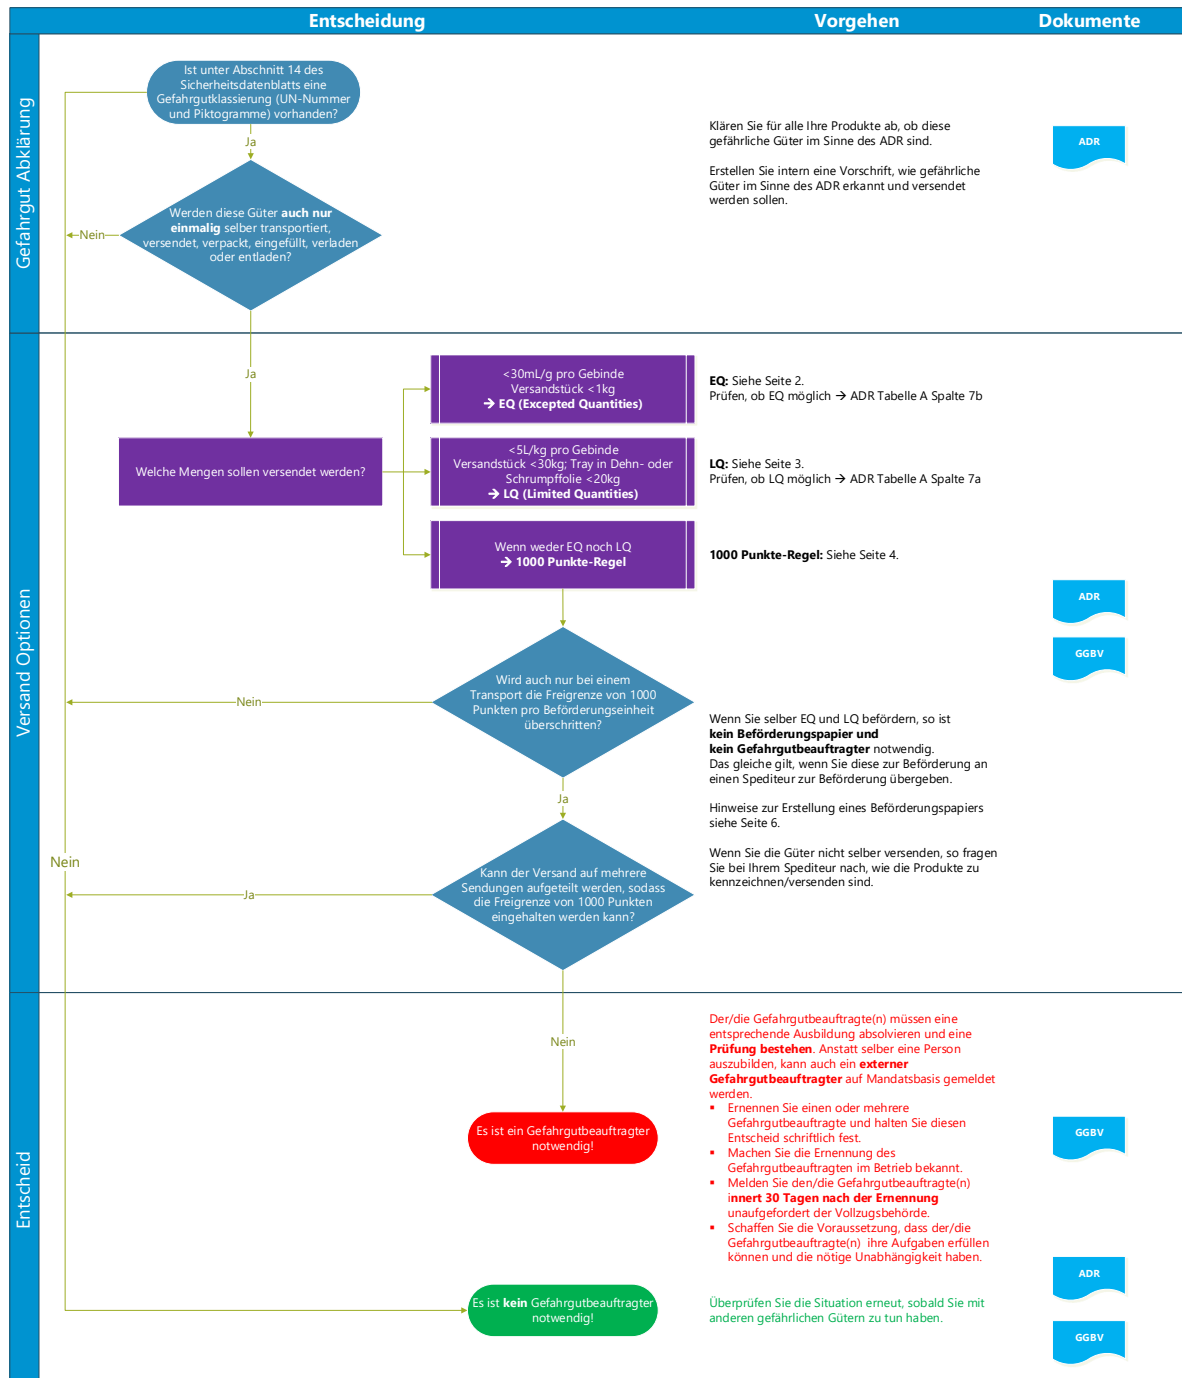 Entscheidung
Vorgehen
Dokumente
Gefahrgut Abklärung
Ist unter Abschnitt 14 des
Sicherheitsdatenblatts eine
Gefahrgutklassierung (UN-Nummer
und Piktogramme) vorhanden?
Ja
Werden diese Güter auch nur
einmalig selber transportiert,
versendet, verpackt, eingefüllt, verladen
oder entladen?
Nein
Klären Sie für alle Ihre Produkte ab, ob diese
gefährliche Güter im Sinne des ADR sind.
Erstellen Sie intern eine Vorschrift, wie gefährliche
Güter im Sinne des ADR erkannt und versendet
werden sollen.
ADR
Versand Optionen
Ja
Welche Mengen sollen versendet werden?
<30mL/g pro Gebinde
Versandstück <1kg
→ EQ (Excepted Quantities)
EQ: Siehe Seite 2.
Prüfen, ob EQ möglich → ADR Tabelle A Spalte 7b
<5L/kg pro Gebinde
Versandstück <30kg; Tray in Dehn- oder
Schrumpffolie <20kg
→ LQ (Limited Quantities)
LQ: Siehe Seite 3.
Prüfen, ob LQ möglich → ADR Tabelle A Spalte 7a
Wenn weder EQ noch LQ
→ 1000 Punkte-Regel
1000 Punkte-Regel: Siehe Seite 4.
ADR
GGBV
Wird auch nur bei einem
Transport die Freigrenze von 1000
Punkten pro Beförderungseinheit
überschritten?
Nein
Ja
Wenn Sie selber EQ und LQ befördern, so ist
kein Beförderungspapier und
kein Gefahrgutbeauftragter notwendig.
Das gleiche gilt, wenn Sie diese zur Beförderung an
einen Spediteur zur Beförderung übergeben.
Hinweise zur Erstellung eines Beförderungspapiers
siehe Seite 6.
Wenn Sie die Güter nicht selber versenden, so fragen
Sie bei Ihrem Spediteur nach, wie die Produkte zu
kennzeichnen/versenden sind.
Nein
Kann der Versand auf mehrere
Sendungen aufgeteilt werden, sodass
die Freigrenze von 1000 Punkten
eingehalten werden kann?
Ja
Entscheid
Nein
Es ist ein Gefahrgutbeauftragter
notwendig!
Der/die Gefahrgutbeauftragte(n) müssen eine
entsprechende Ausbildung absolvieren und eine
Prüfung bestehen. Anstatt selber eine Person
auszubilden, kann auch ein externer
Gefahrgutbeauftragter auf Mandatsbasis gemeldet
werden.
▪ Ernennen Sie einen oder mehrere
Gefahrgutbeauftragte und halten Sie diesen
Entscheid schriftlich fest.
▪ Machen Sie die Ernennung des
Gefahrgutbeauftragten im Betrieb bekannt.
▪ Melden Sie den/die Gefahrgutbeauftragte(n)
innert 30 Tagen nach der Ernennung
unaufgefordert der Vollzugsbehörde.
▪ Schaffen Sie die Voraussetzung, dass der/die
Gefahrgutbeauftragte(n) ihre Aufgaben erfüllen
können und die nötige Unabhängigkeit haben.
GGBV
Es ist kein Gefahrgutbeauftragter
notwendig!
Überprüfen Sie die Situation erneut, sobald Sie mit
anderen gefährlichen Gütern zu tun haben.
ADR
GGBV